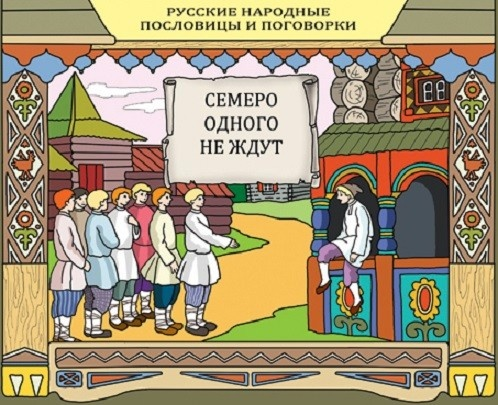 РУССКИЕ НАРОДНЫЕ
ПОСЛОВИЦЫ И ПОГОВОРКИ
СЕМЕРО
ОДНОГО
НЕ ЖДУТ